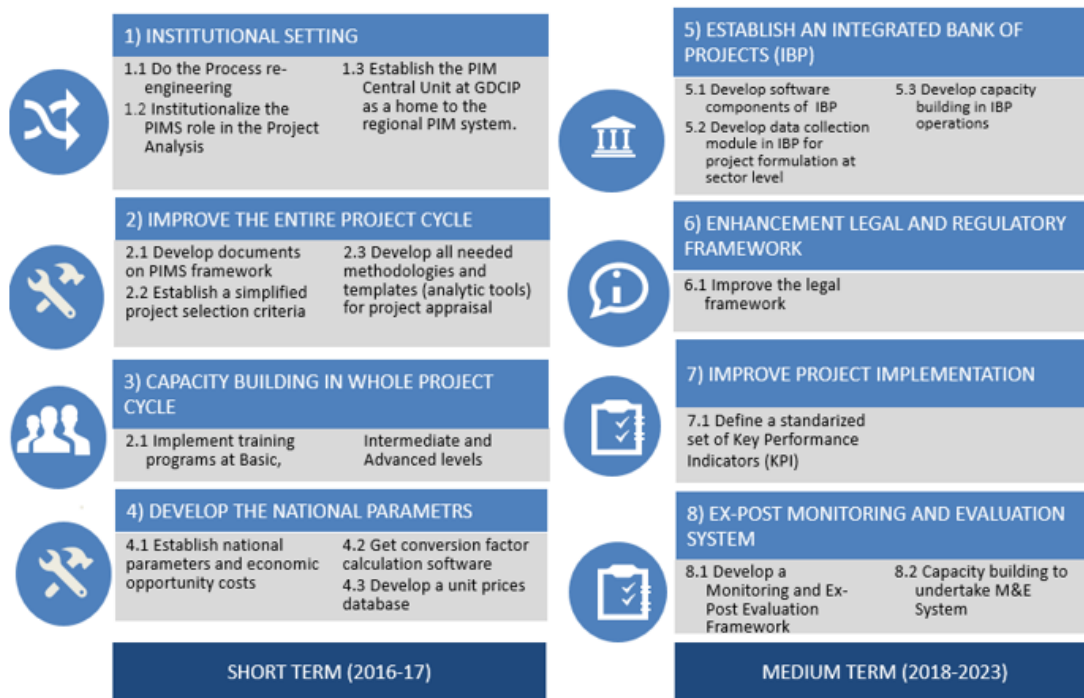 1) INSTITUTIONAL SETTING
1.1 Do the Process re-
engineering
1.2 Institutionalize the
PIMS role in the Project
Analysis
1.3 Establish the PIM
Central Unit at GDCIP
as a home to the
regional PIM system.
2) IMPROVE THE ENTIRE PROJECT CYCLE
2.1 Develop documents
on PIMS framework
2.2 Establish a simplified
project selection criteria
2.3 Develop all needed
methodologies and
templates (analytic tools)
for project appraisal
3) CAPACITY BUILDING IN WHOLE PROJECT
CYCLE
2.1 Implement training
programs at Basic,
Intermediate and
Advanced levels
4) DEVELOP THE NATIONAL PARAMETRS
4.1 Establish national
parameters and economic
opportunity costs
4.2 Get conversion factor
calculation software
4.3 Develop a unit prices
database
SHORT TERM (2016-17)
5) ESTABLISH AN INTEGRATED BANK OF
PROJECTS (IBP)
5.1 Develop software
components of IBP
5.2 Develop data collection
module in IBP for
project formulation at
sector level
5.3 Develop capacity
building in IBP
operations
6) ENHANCEMENT LEGAL AND REGULATORY
FRAMEWORK
6.1 Improve the legal
framework
7) IMPROVE PROJECT IMPLEMENTATION
7.1 Define a standarized
set of Key Performance
Indicators (KPI)
8) EX-POST MONITORING AND EVALUATION
SYSTEM
8.1 Develop a
Monitoring and Ex-
Post Evaluation
Framework
8.2 Capacity building to
undertake M&E
System
MEDIUM TERM (2018-2023)